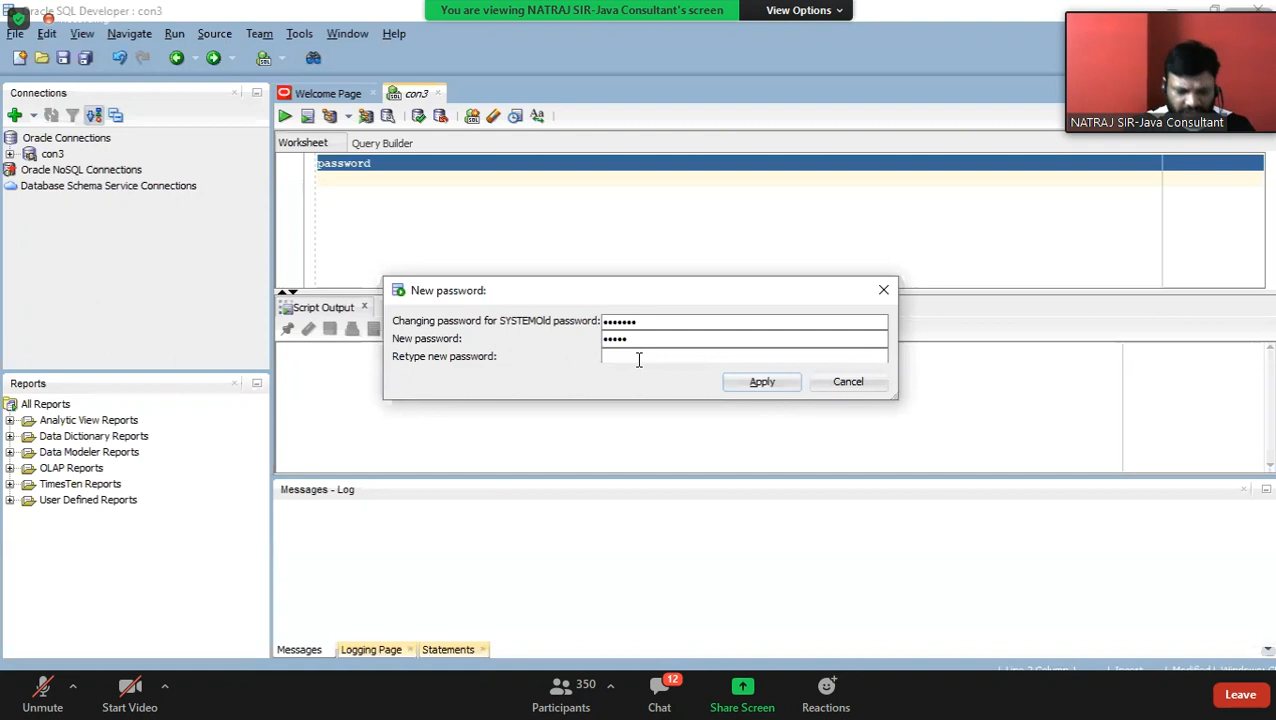 Oracle SQL Developer : con3
You are viewing NATRAJ SIR-Java Consultant's screen
View Options
File Edit View Navigate Run Source Team Tools Window Help
NATRAJ SIR-Java Consultant
Connections
Welcome Page
con3
Worksheet
Query Builder
Oracle Connections
con3
Oracle NoSQL Connections
Database Schema Service Connections
password
New password:
Changing password for SYSTEMOld password: •••••••
New password: •••••
Retype new password:
Apply
Cancel
Script Output
Reports
All Reports
Analytic View Reports
Data Dictionary Reports
Data Modeler Reports
OLAP Reports
TimesTen Reports
User Defined Reports
Messages - Log
Messages
Logging Page
Statements
Unmute
Start Video
350
Participants
12
Chat
Share Screen
Reactions
Leave